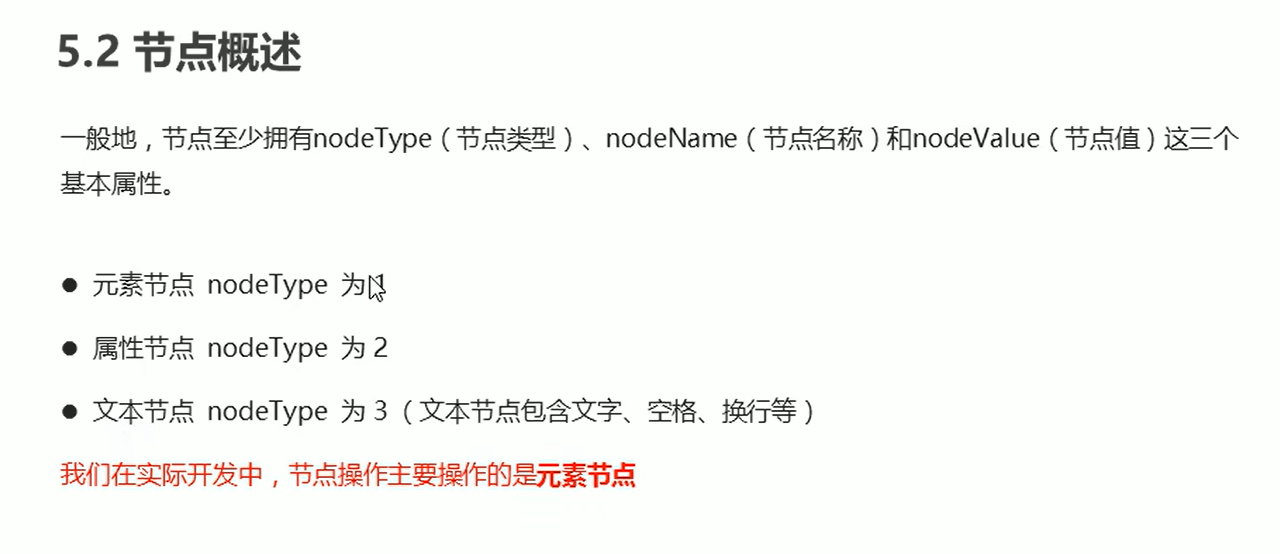 5.2 节点概述
一般地，节点至少拥有nodeType（节点类型）、nodeName（节点名称）和nodeValue（节点值）这三个
基本属性。
● 元素节点 nodeType 为 1
● 属性节点 nodeType 为 2
● 文本节点 nodeType 为 3（文本节点包含文字、空格、换行等）
我们在实际开发中，节点操作主要操作的是元素节点